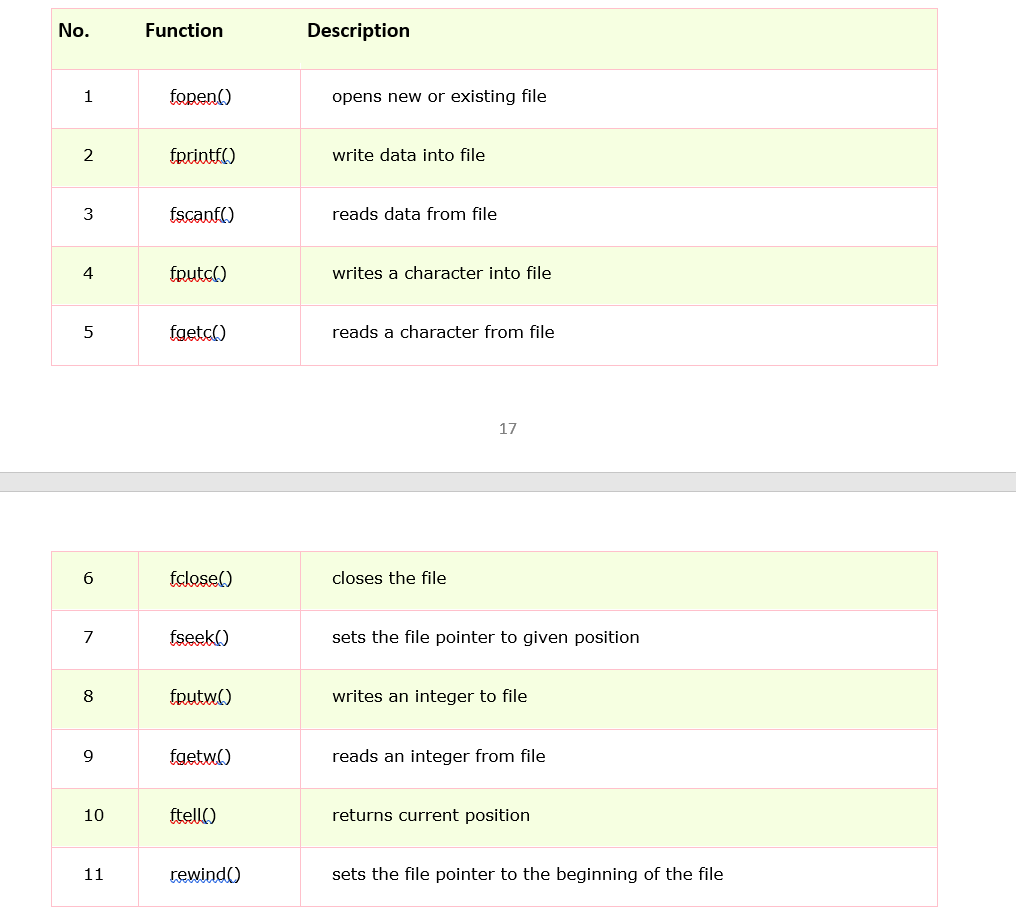 No. Function Description
1 fopen() opens new or existing file
2 fprintf() write data into file
3 fscanf() reads data from file
4 fputc() writes a character into file
5 fgetc() reads a character from file
17
6 fclose() closes the file
7 fseek() sets the file pointer to given position
8 fputw() writes an integer to file
9 fgetw() reads an integer from file
10 ftell() returns current position
11 rewind() sets the file pointer to the beginning of the file